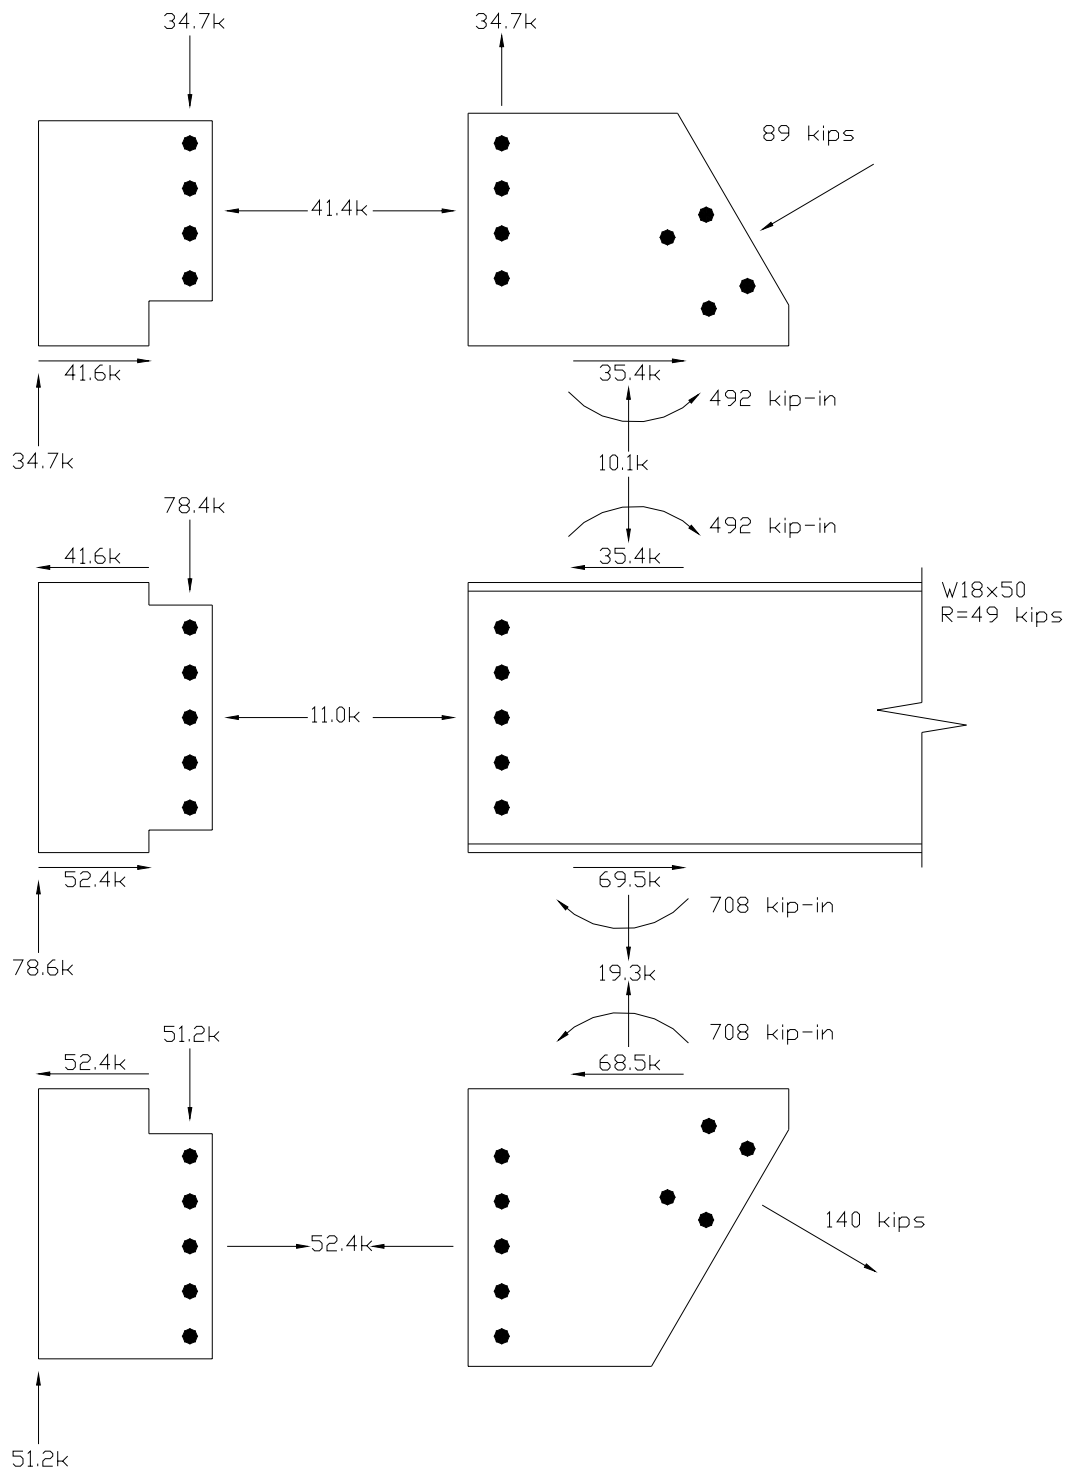 34.7k
34.7k
89 kips
41.4k
41.6k
35.4k
492 kip-in
34.7k
10.1k
78.4k
492 kip-in
41.6k
35.4k
W18x50
R=49 kips
11.0k
52.4k
69.5k
708 kip-in
78.6k
19.3k
51.2k
708 kip-in
52.4k
68.5k
140 kips
52.4k
51.2k